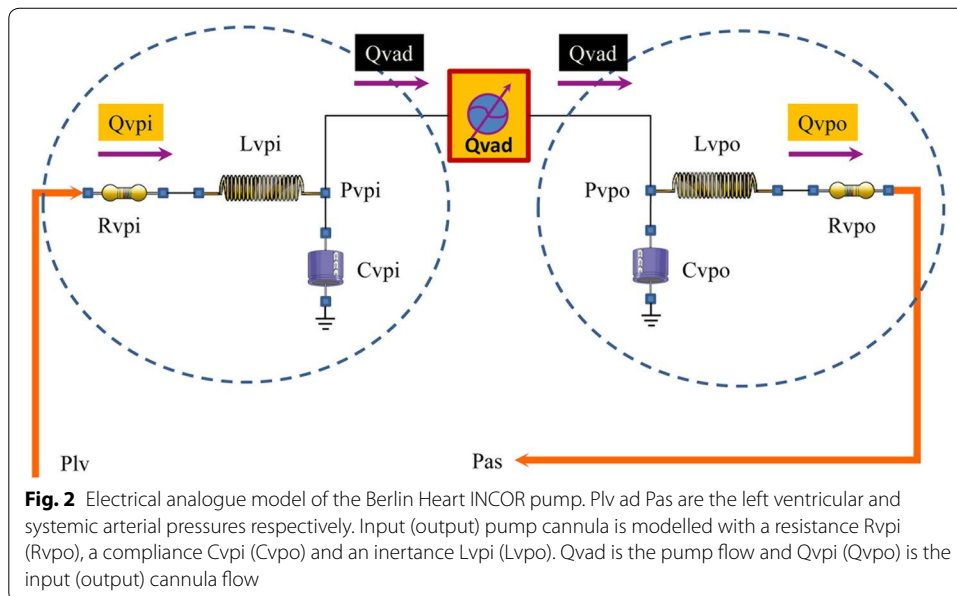 Qvad
Qvad
Qvpi
Qvad
Qvpo
Lvpi
Lvpo
Pvpi
Pvpo
Rvpi
Rvpo
Cvpi
Cvpo
Plv
Pas
Fig. 2 Electrical analogue model of the Berlin Heart INCOR pump. Plv ad Pas are the left ventricular and
systemic arterial pressures respectively. Input (output) pump cannula is modelled with a resistance Rvpi
(Rvpo), a compliance Cvpi (Cvpo) and an inertance Lvpi (Lvpo). Qvad is the pump flow and Qvpi (Qvpo) is the
input (output) cannula flow